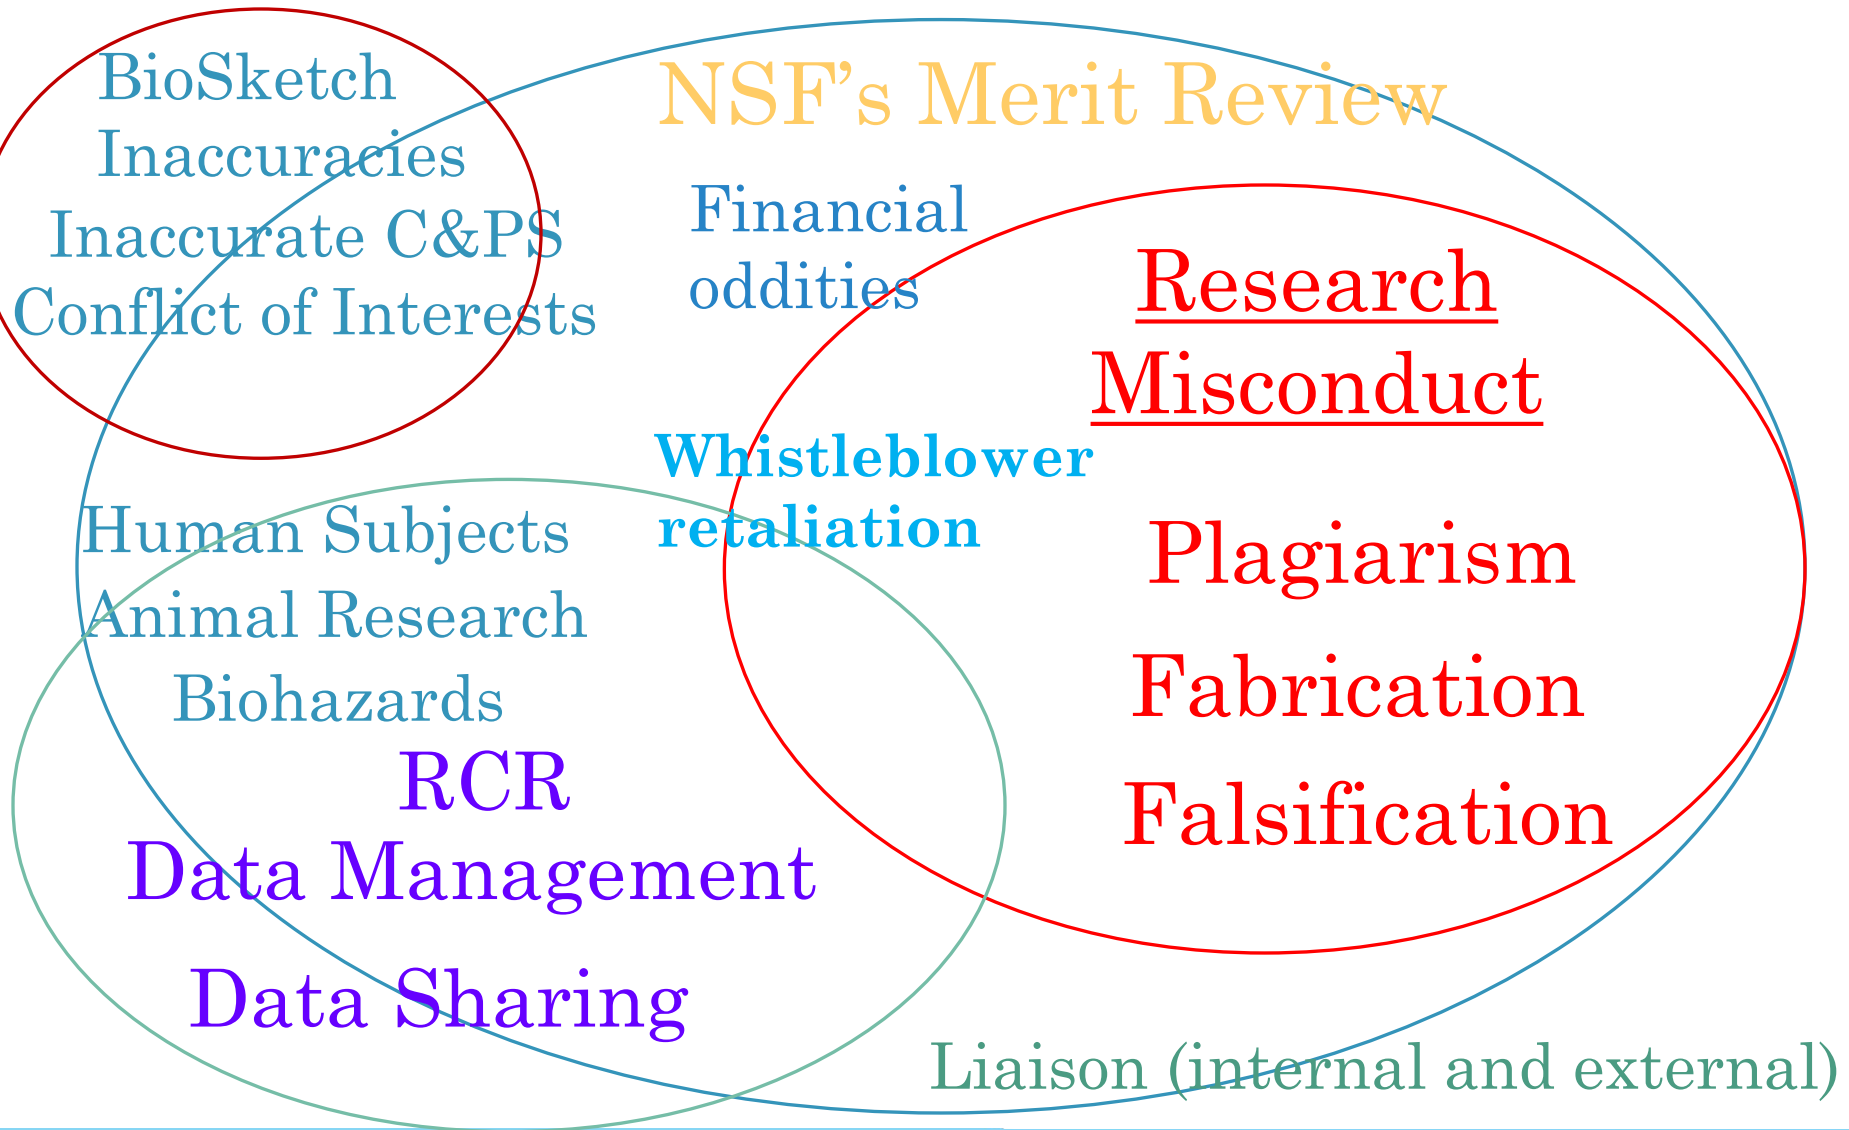 BioSketch
Inaccuracies
Inaccurate C&PS
Conflict of Interests
NSF’s Merit Review
Financial
oddities
Research
Misconduct
Whistleblower
retaliation
Plagiarism
Fabrication
Falsification
Human Subjects
Animal Research
Biohazards
RCR
Data Management
Data Sharing
Liaison (internal and external)